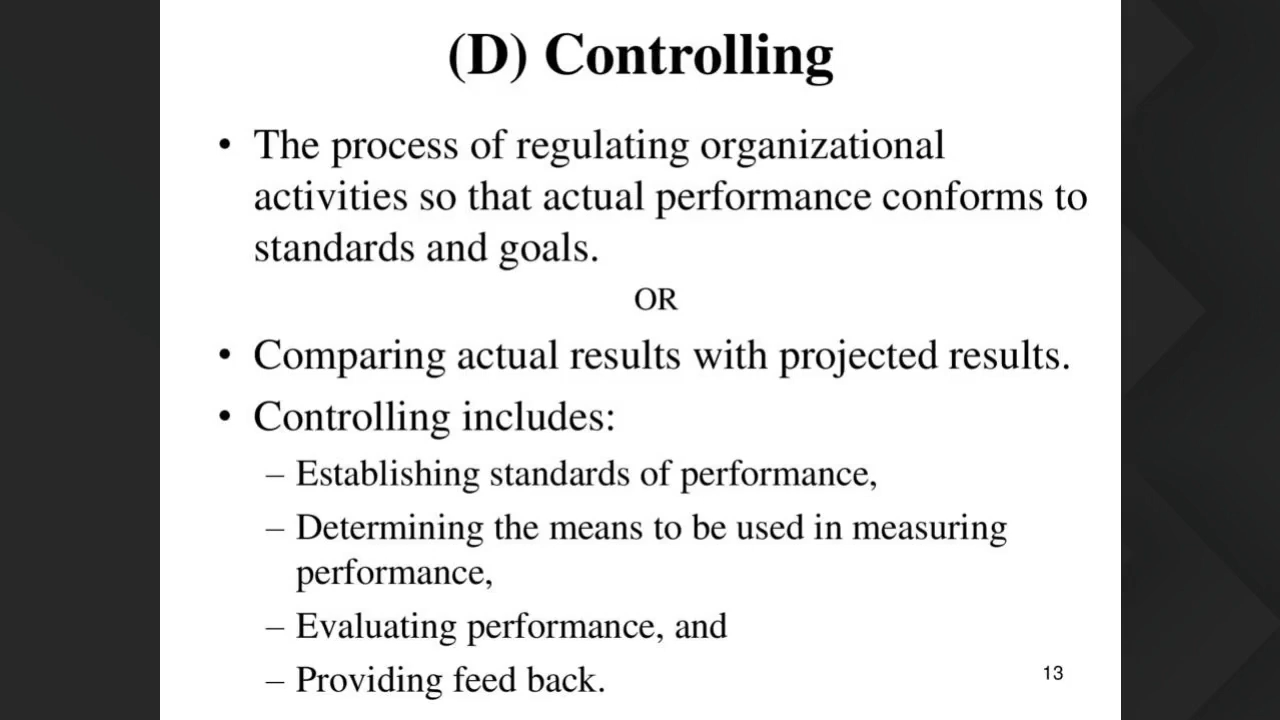 (D) Controlling
• The process of regulating organizational
activities so that actual performance conforms to
standards and goals.
OR
• Comparing actual results with projected results.
• Controlling includes:
– Establishing standards of performance,
– Determining the means to be used in measuring
performance,
– Evaluating performance, and
– Providing feed back.
13